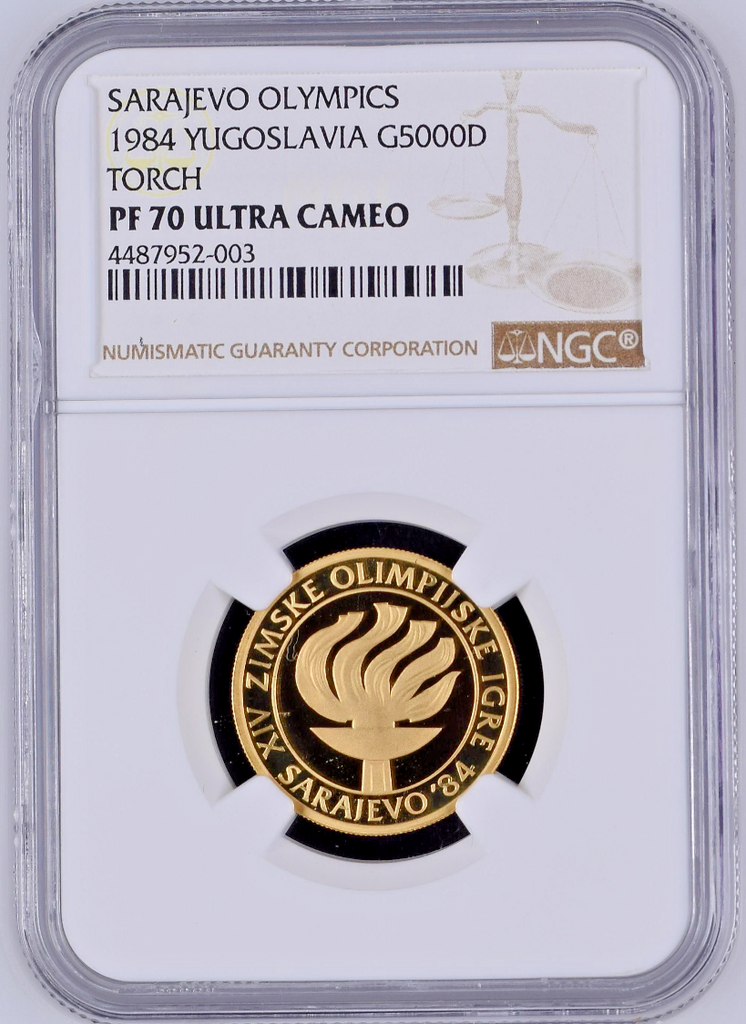 SARAJEVO OLYMPICS
1984 YUGOSLAVIA G5000D
TORCH
PF 70 ULTRA CAMEO
4487952-003
NUMISMATIC GUARANTY CORPORATION
NGC®
XIV ZIMSKE OLIMPIJSKE IGRE
SARAJEVO '84